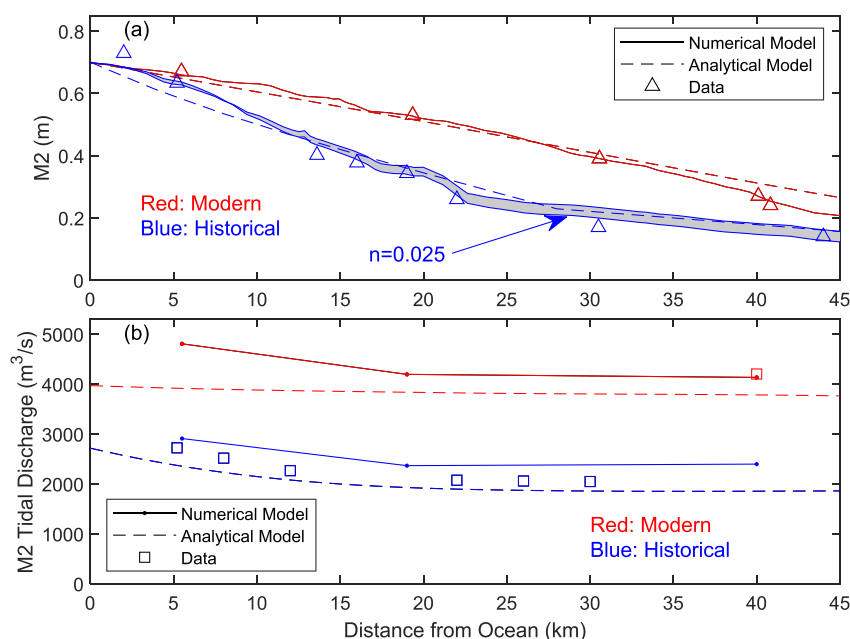 (a)
Numerical Model
Analytical Model
Data
M2 (m)
0.8
0.6
0.4
0.2
0
Red: Modern
Blue: Historical
n=0.025
0 5 10 15 20 25 30 35 40 45
(b)
M2 Tidal Discharge (m³/s)
5000
4000
3000
2000
1000
0
Numerical Model
Analytical Model
Data
Red: Modern
Blue: Historical
0 5 10 15 20 25 30 35 40 45
Distance from Ocean (km)